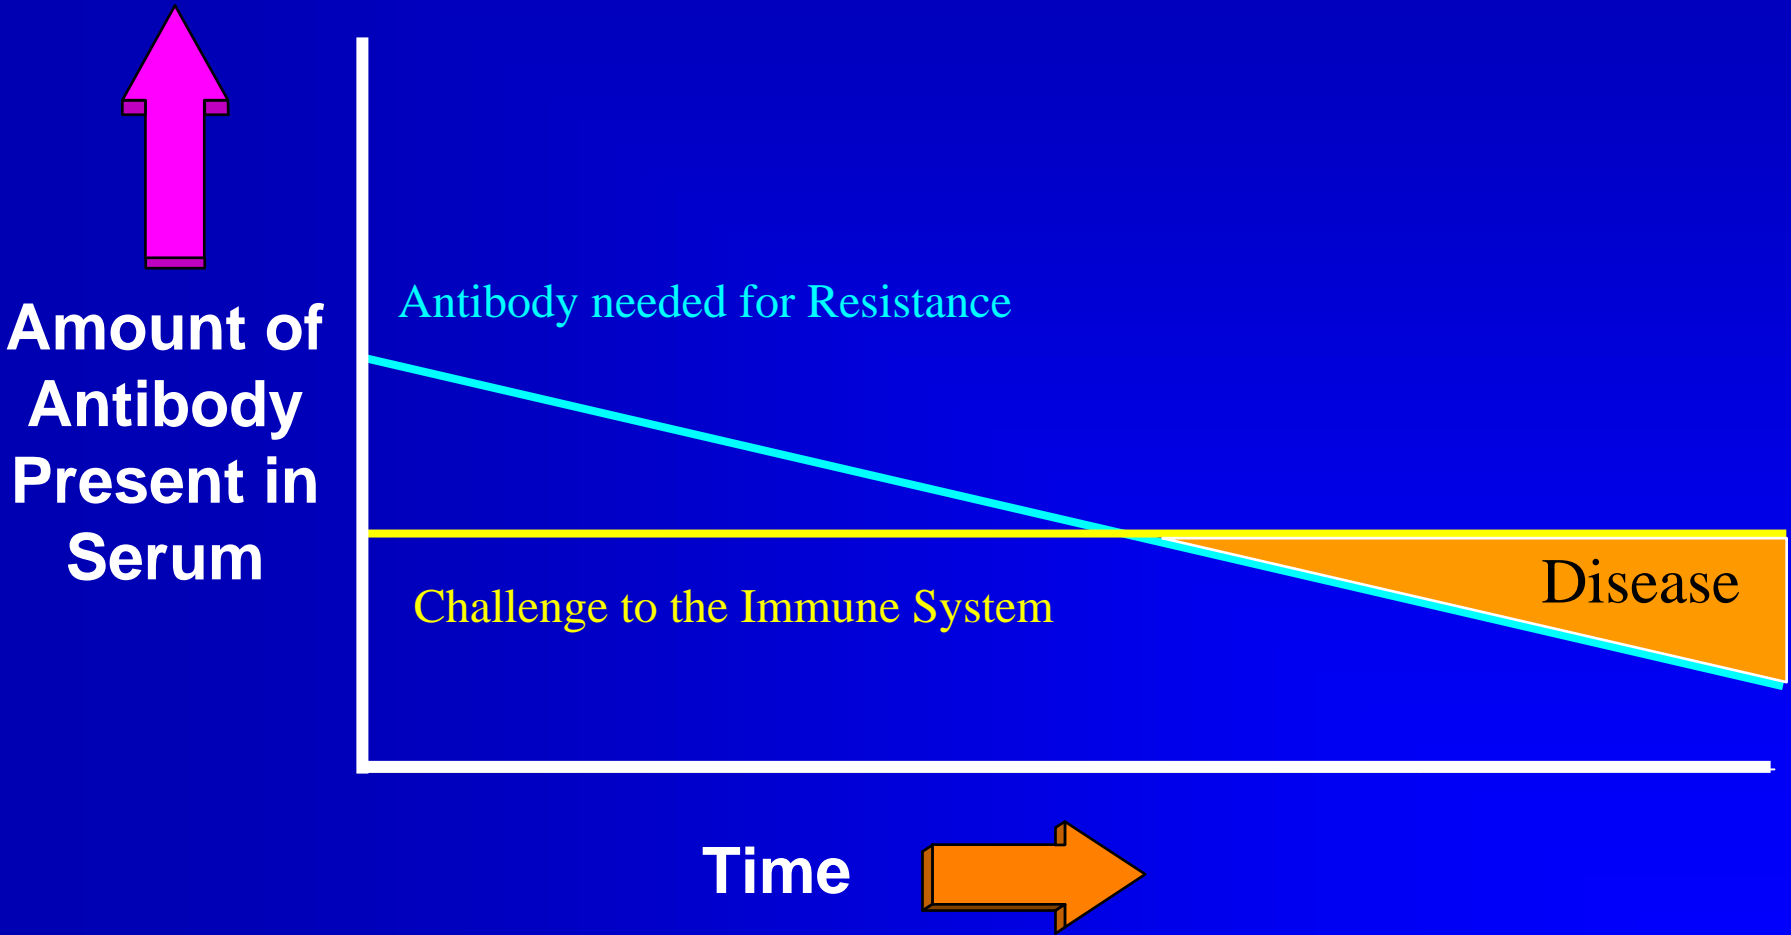 Antibody needed for Resistance
Amount of
Antibody
Present in
Serum
Challenge to the Immune System
Disease
Time